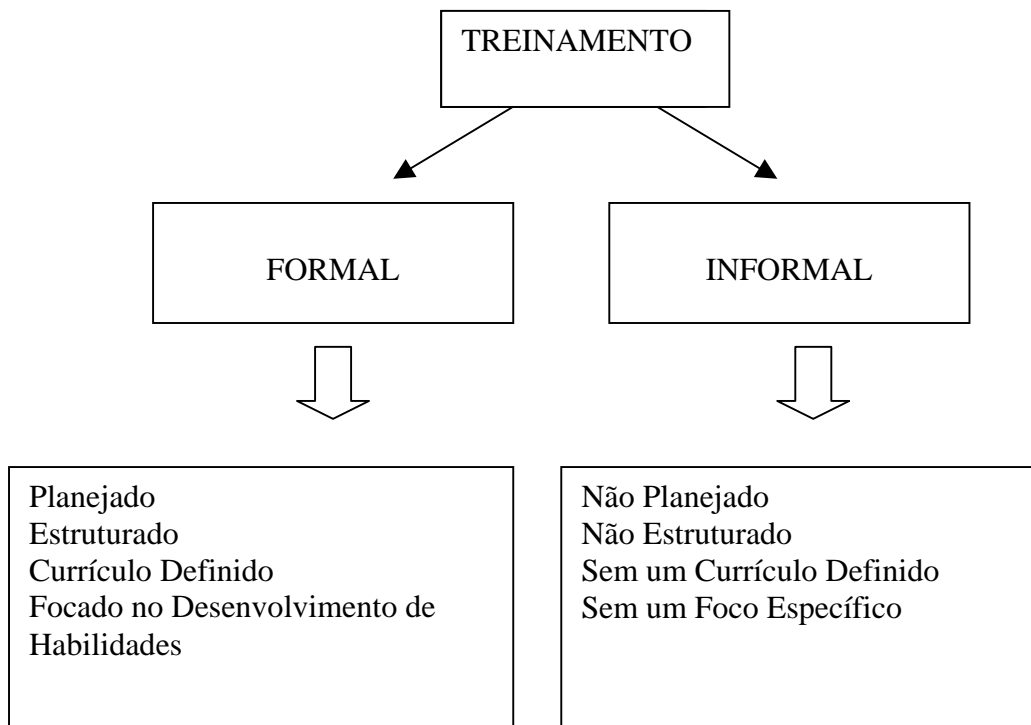 TREINAMENTO
FORMAL
INFORMAL
Planejado
Estruturado
Currículo Definido
Focado no Desenvolvimento de
Habilidades
Não Planejado
Não Estruturado
Sem um Currículo Definido
Sem um Foco Específico